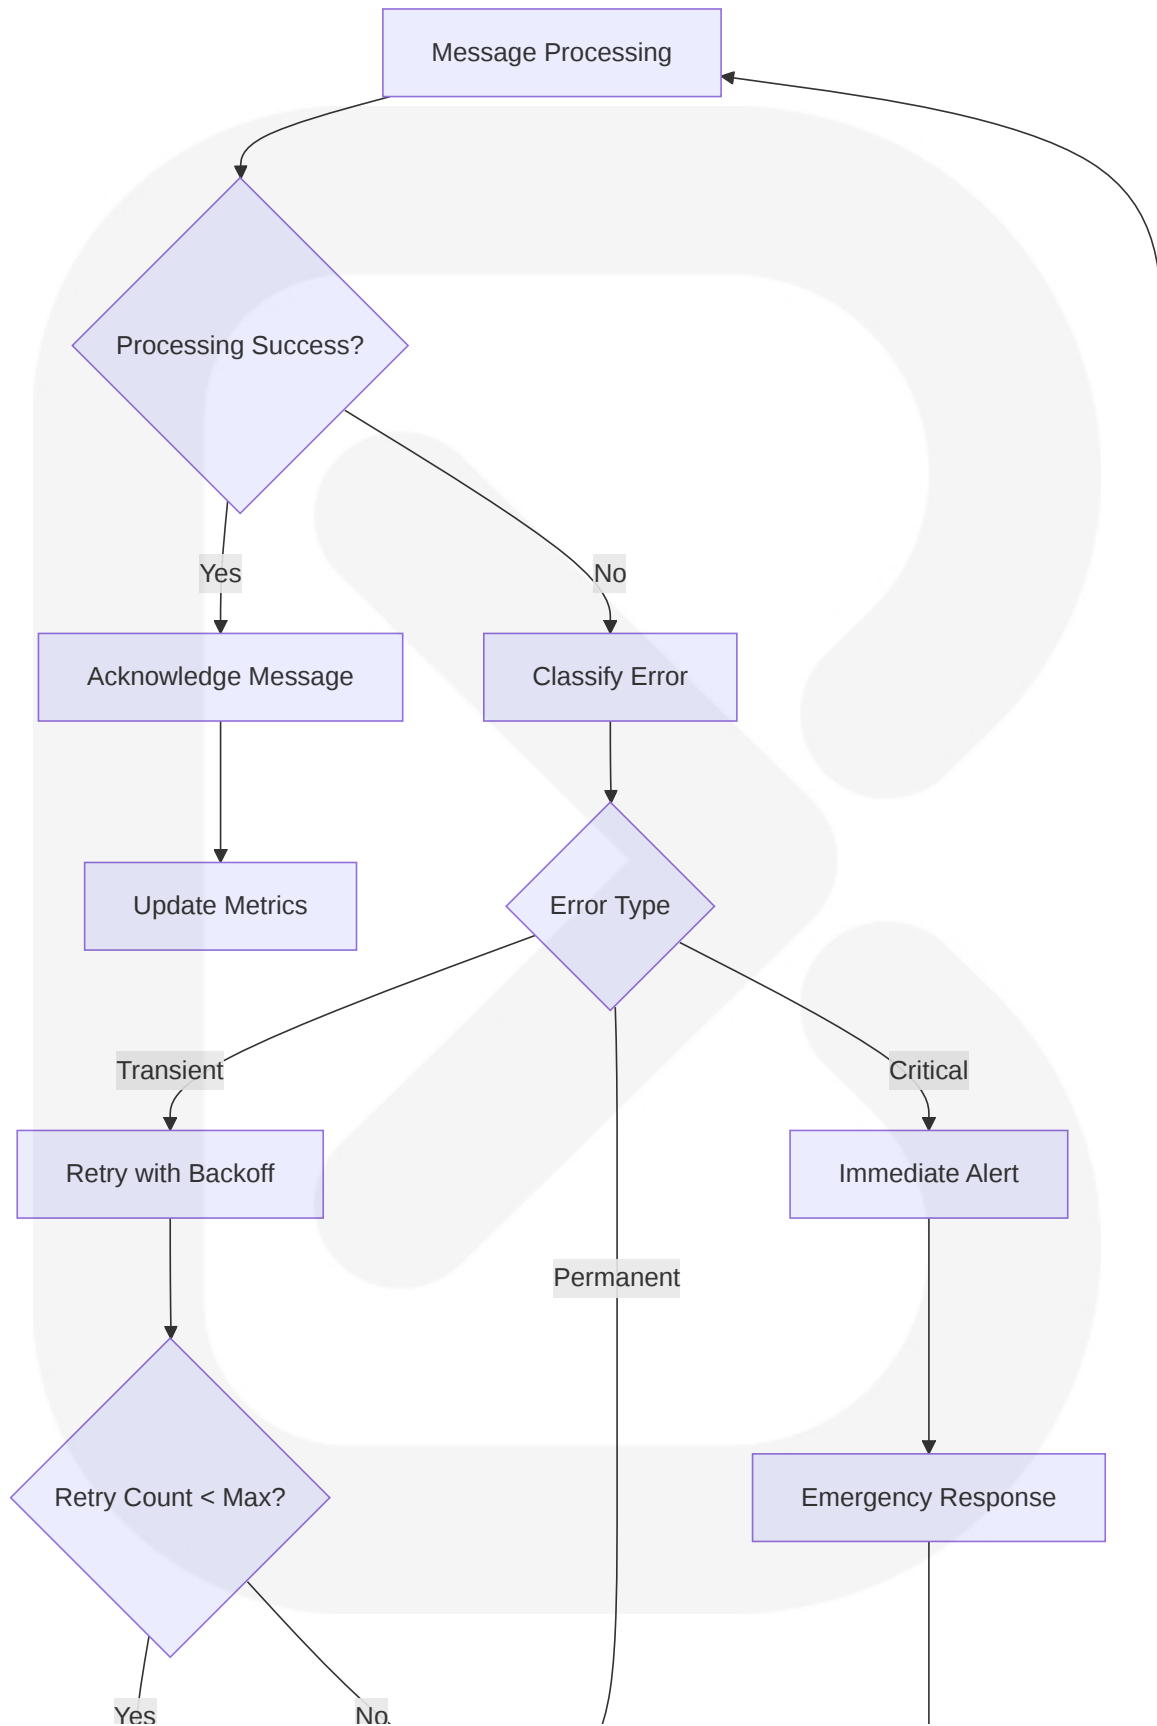 Message Processing
Processing Success?
Yes
No
Acknowledge Message
Classify Error
Update Metrics
Error Type
Transient
Critical
Retry with Backoff
Immediate Alert
Permanent
Retry Count < Max?
Emergency Response
Yes
No